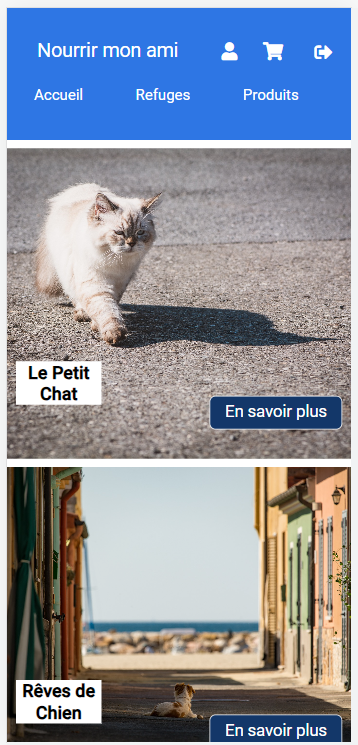 Nourrir mon ami
Accueil Refuges Produits
Le Petit
Chat
En savoir plus
Rêves de
Chien
En savoir plus